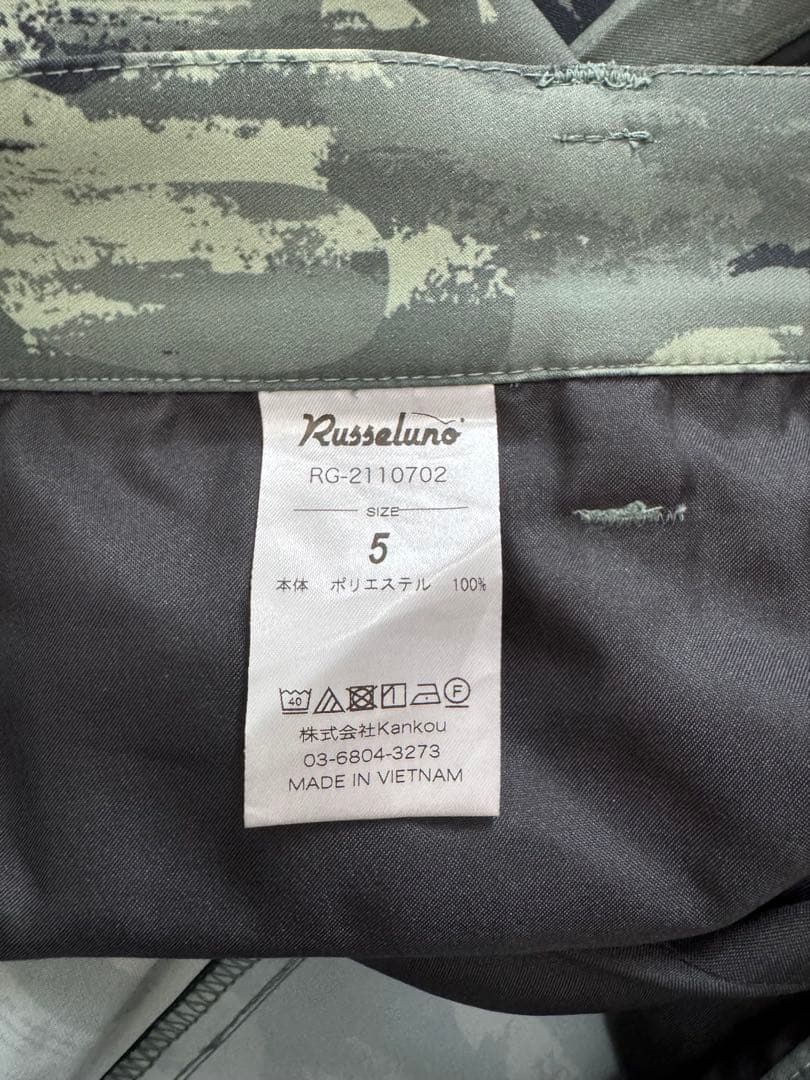 Russeluno
RG-2110702
SIZE
5
本体 ポリエステル 100%
40 F
株式会社Kankou
03-6804-3273
MADE IN VIETNAM